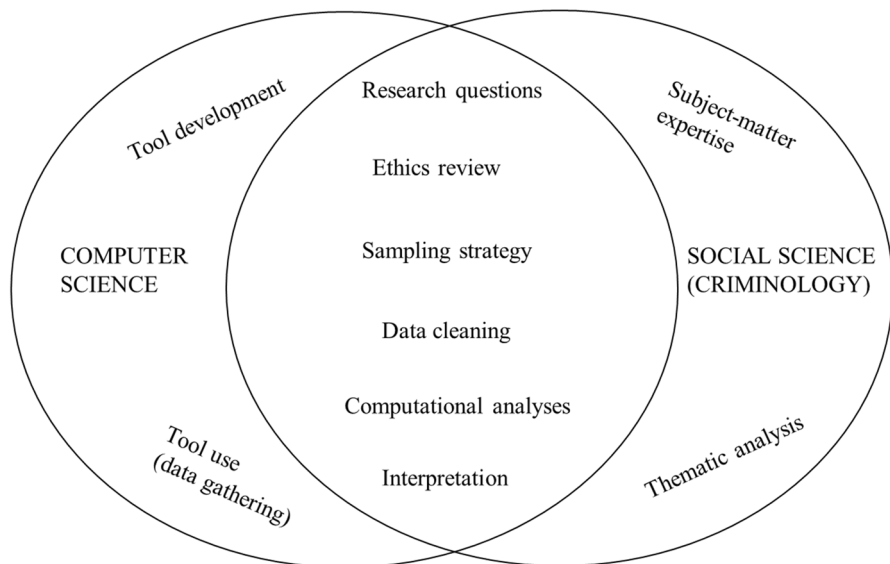 Tool development
COMPUTER
SCIENCE
Tool use
(data gathering)
Research questions
Ethics review
Sampling strategy
Data cleaning
Computational analyses
Interpretation
Subject-matter
expertise
SOCIAL SCIENCE
(CRIMINOLOGY)
Thematic analysis